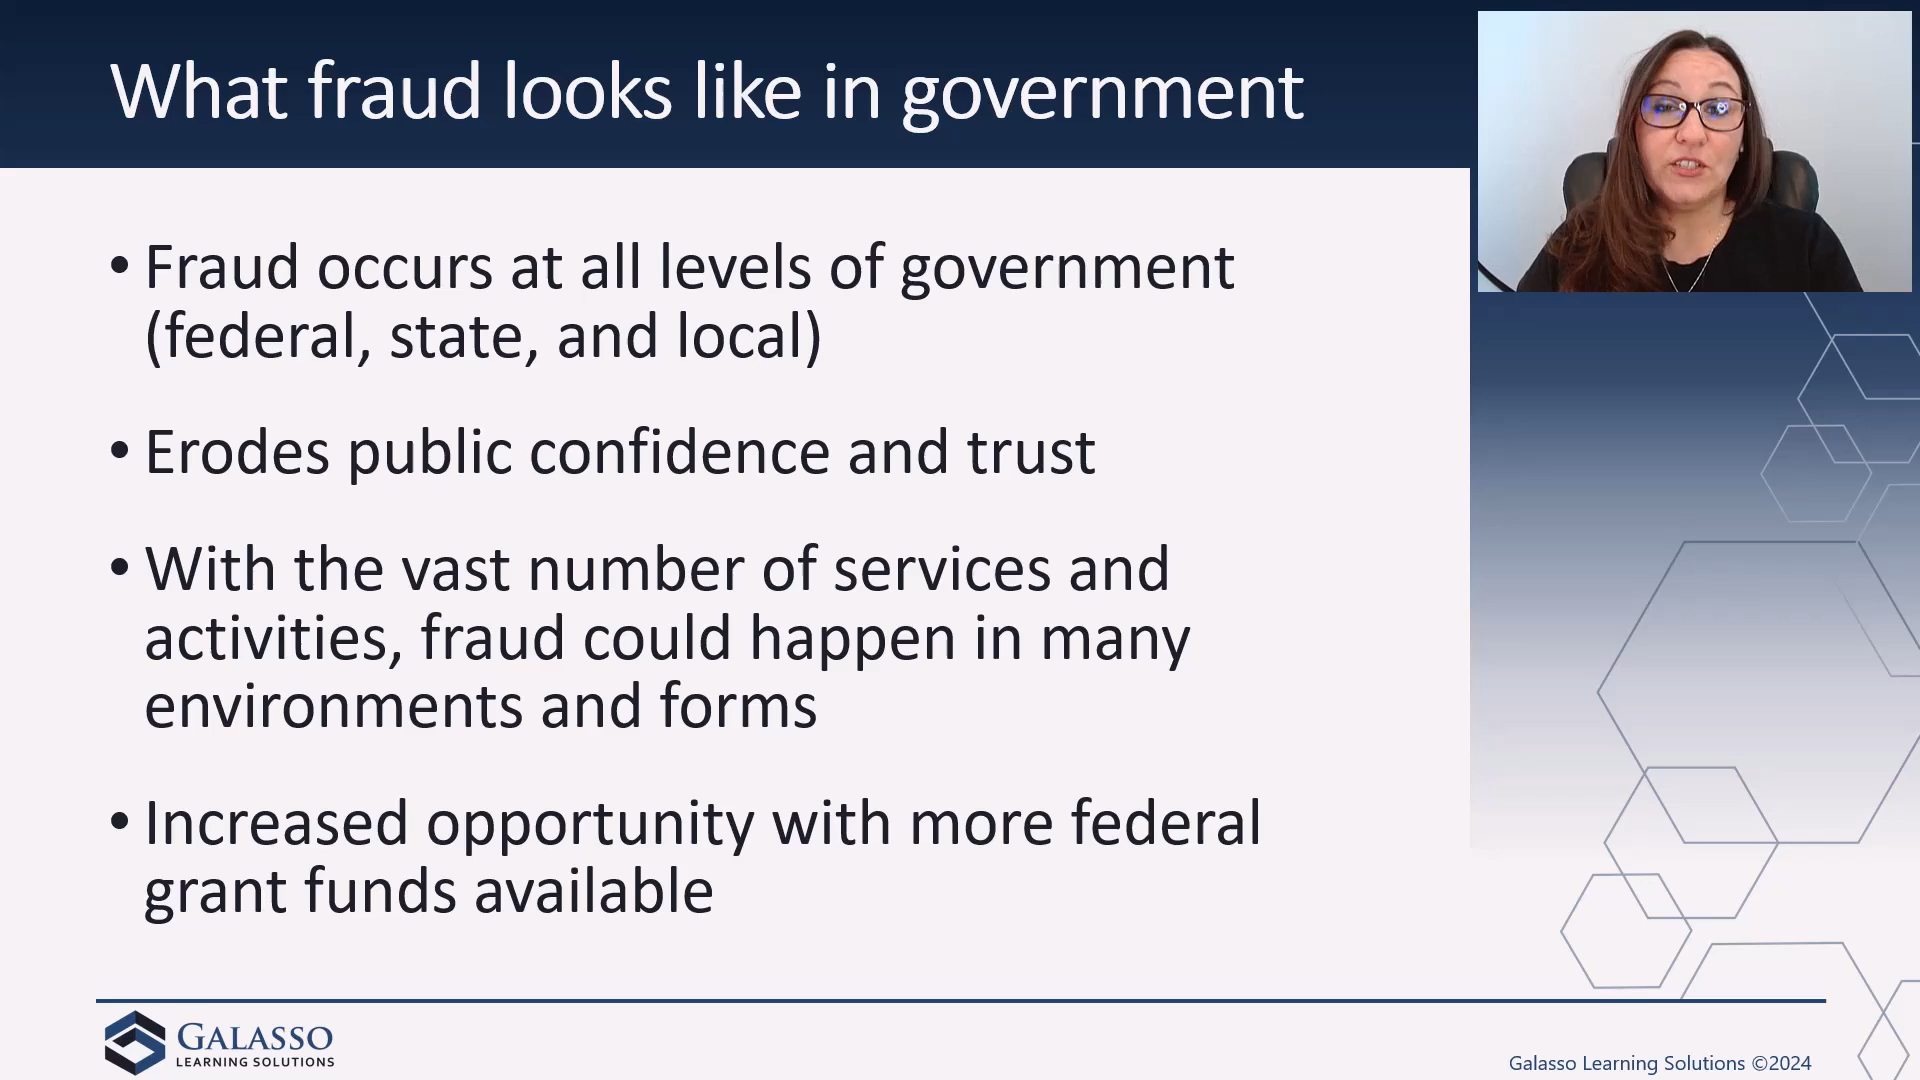 What fraud looks like in government
• Fraud occurs at all levels of government
(federal, state, and local)
• Erodes public confidence and trust
• With the vast number of services and
activities, fraud could happen in many
environments and forms
• Increased opportunity with more federal
grant funds available
GALASSO
LEARNING SOLUTIONS
Galasso Learning Solutions ©2024